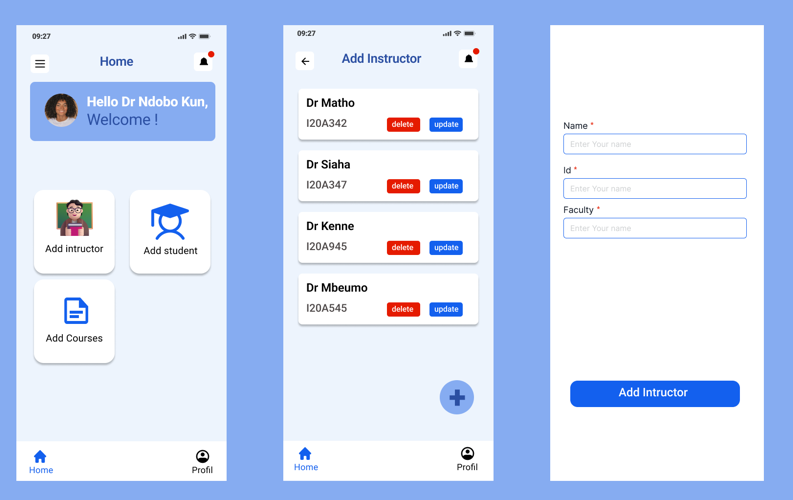 09:27
Home
Hello Dr Ndobo Kun,
Welcome !
Add intructor
Add student
Add Courses
Home
Profil
09:27
Add Instructor
Dr Matho
I20A342
delete
update
Dr Siaha
I20A347
delete
update
Dr Kenne
I20A945
delete
update
Dr Mbeumo
I20A545
delete
update
Home
Profil
Name *
Enter Your name
Id *
Enter Your name
Faculty *
Enter Your name
Add Intructor